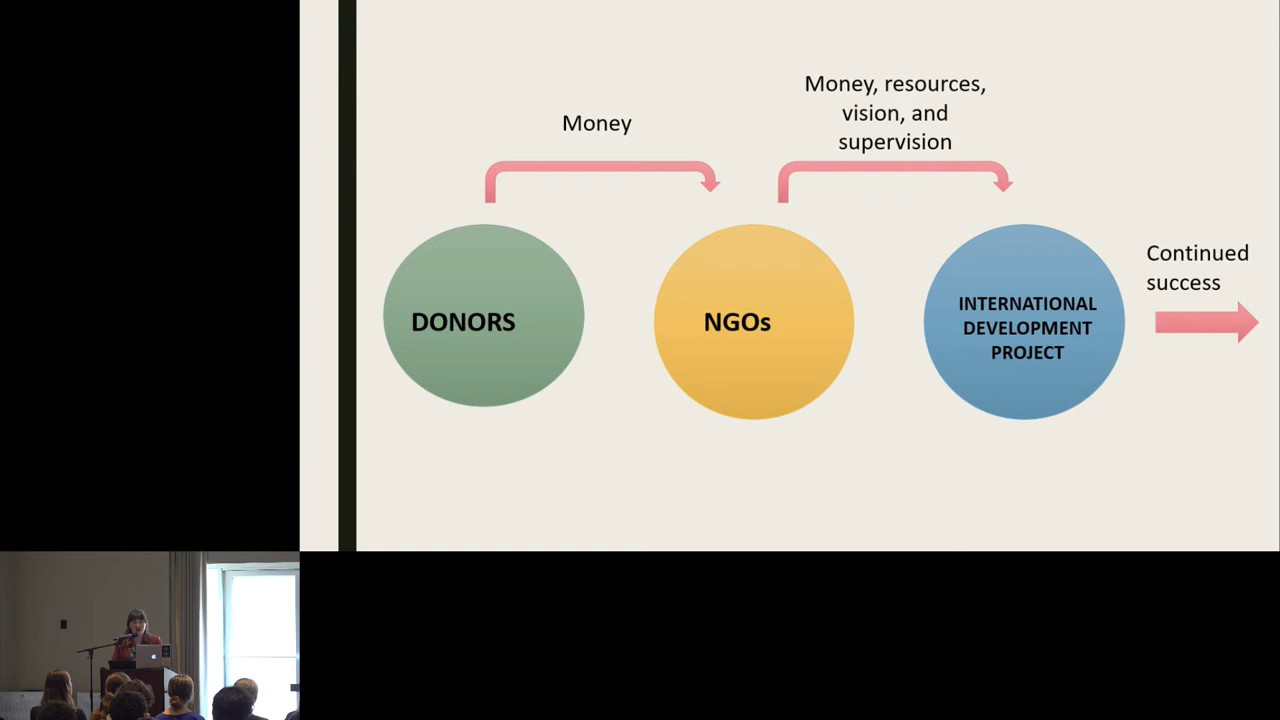 Money
Money, resources,
vision, and
supervision
DONORS
NGOs
INTERNATIONAL
DEVELOPMENT
PROJECT
Continued
success